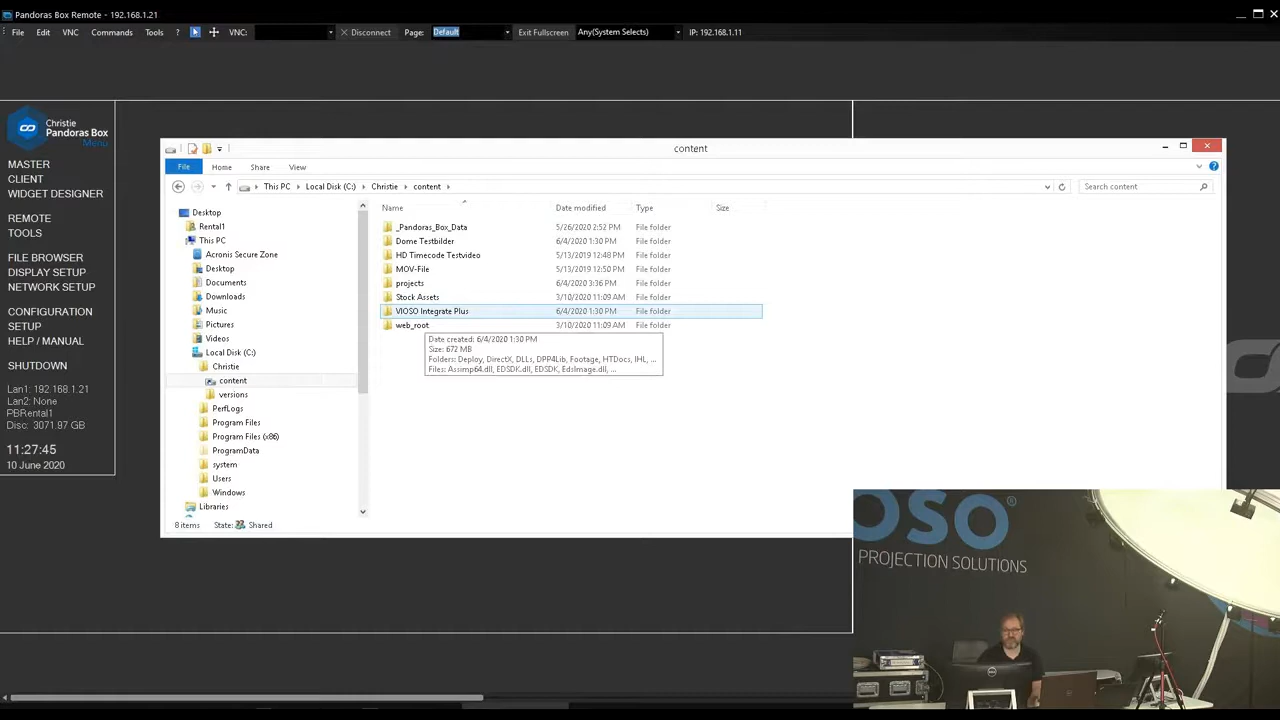 Pandoras Box Remote - 192.168.1.21
File Edit VNC Commands Tools ? VNC: Disconnect Page: Default Exit Fullscreen Any(System Selects) IP: 192.168.1.11
Christie
Pandoras Box
Menu
MASTER
CLIENT
WIDGET DESIGNER
REMOTE
TOOLS
FILE BROWSER
DISPLAY SETUP
NETWORK SETUP
CONFIGURATION
SETUP
HELP / MANUAL
SHUTDOWN
Lan1: 192.168.1.21
Lan2: None
PBRental1
Disc: 3071.97 GB
11:27:45
10 June 2020
content
File Home Share View
This PC Local Disk (C:) Christie content Search content
Desktop
Rental1
This PC
Acronis Secure Zone
Desktop
Documents
Downloads
Music
Pictures
Videos
Local Disk (C:)
Christie
content
versions
PerfLogs
Program Files
Program Files (x86)
ProgramData
system
Users
Windows
Libraries
Name Date modified Type Size
_Pandoras_Box_Data 5/26/2020 2:52 PM File folder
Dome Testbilder 6/4/2020 1:30 PM File folder
HD Timecode Testvideo 5/13/2019 12:48 PM File folder
MOV-File 5/13/2019 12:50 PM File folder
projects 6/4/2020 3:36 PM File folder
Stock Assets 3/10/2020 11:09 AM File folder
VIOSO Integrate Plus 6/4/2020 1:30 PM File folder
web_root 3/10/2020 11:09 AM File folder
Date created: 6/4/2020 1:30 PM
Size: 672 MB
Folders: Deploy, DirectX, DLLs, DPP4Lib, Footage, HTDocs, IHL, ...
Files: Assimp64.dll, EDSDK.dll, EDSDK, EdsImage.dll, ...
8 items State: Shared
OSO®
PROJECTION SOLUTIONS